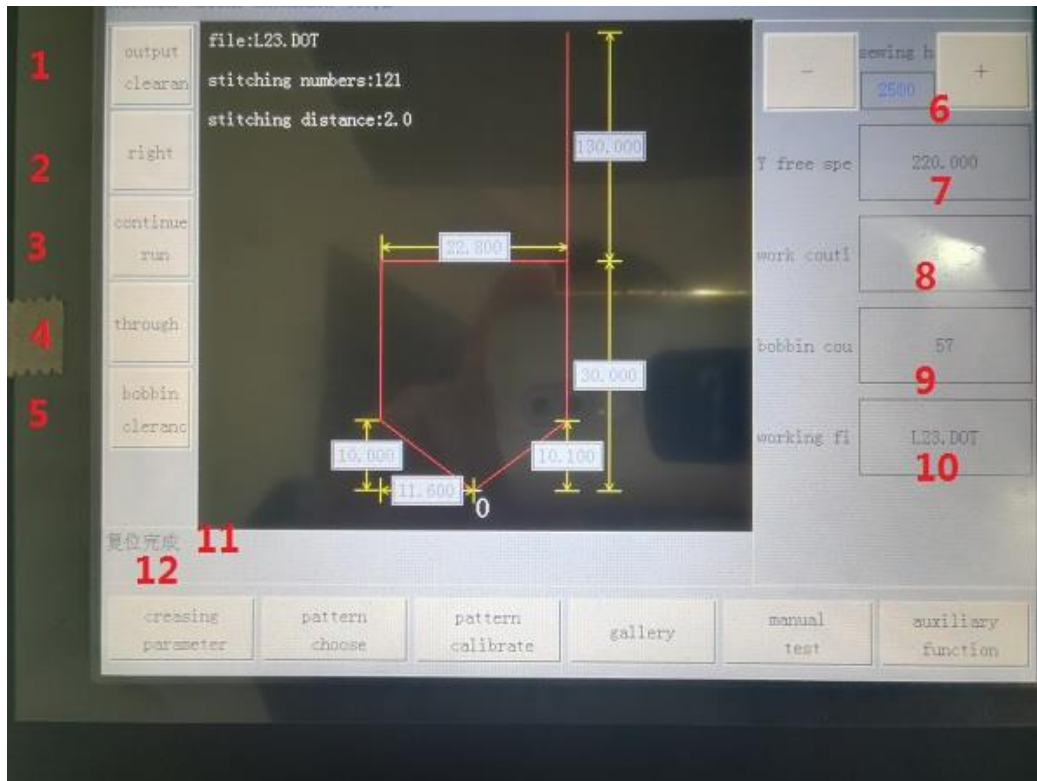 1
output
clearan
2
right
3
continue
run
4
through
5
bobbin
cleranc
file:L23.DOT
stitching numbers:121
stitching distance:2.0
130.000
22.800
30.000
10.000
10.100
11.600
0
-
sewing h
+
2500
6
Y free spe
220.000
7
work couti
8
bobbin cou
57
9
working fi
L23.DOT
10
复位完成
11
12
creasing
parameter
pattern
choose
pattern
calibrate
gallery
manual
test
auxiliary
function